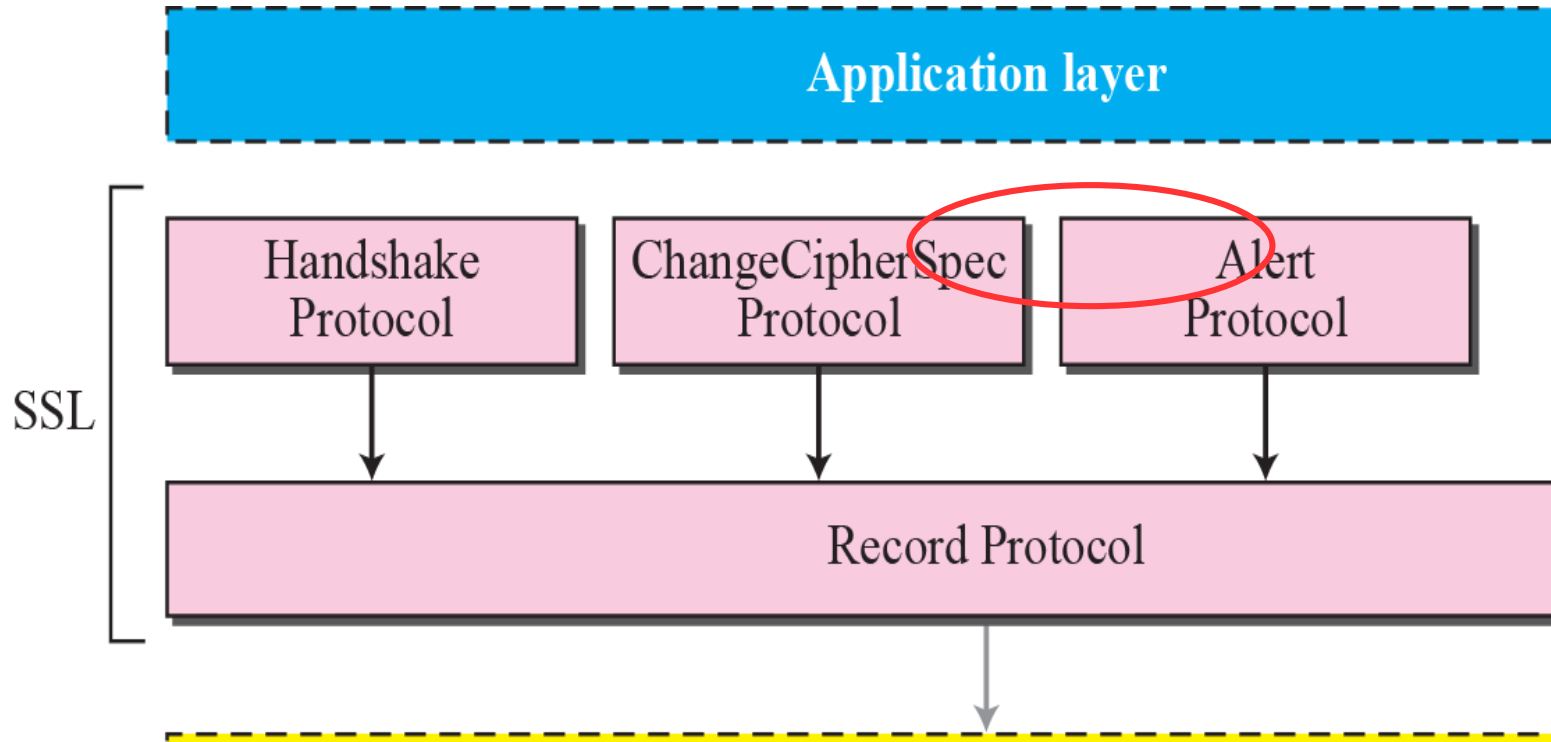 Application layer
Handshake
Protocol
ChangeCipherSpec
Protocol
Alert
Protocol
SSL
Record Protocol